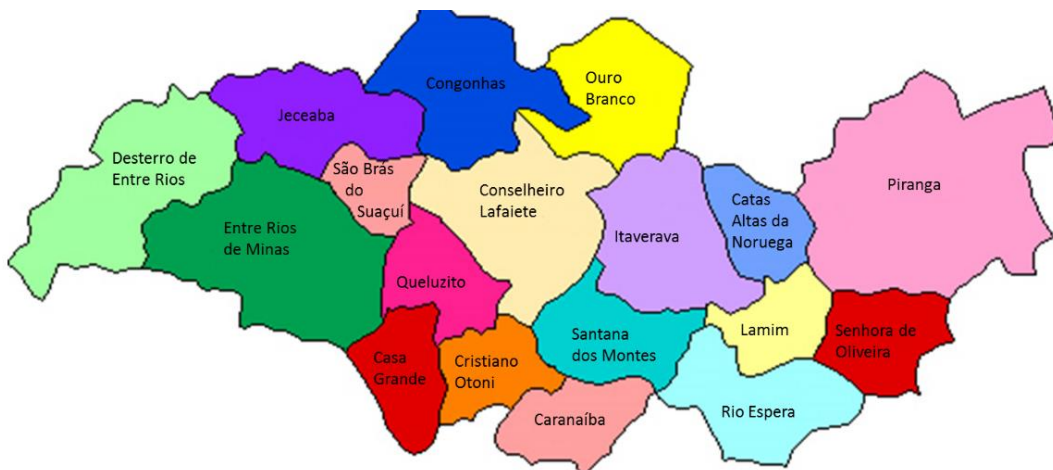 Congonhas
Ouro
Branco
Jeceaba
Desterro de
Entre Rios
São Brás
do
Suaçuí
Conselheiro
Lafaiete
Catas
Altas da
Noruega
Piranga
Entre Rios
de Minas
Itaverava
Queluzito
Santana
dos Montes
Lamim
Senhora de
Oliveira
Casa
Grande
Cristiano
Otoni
Caranaíba
Rio Espera